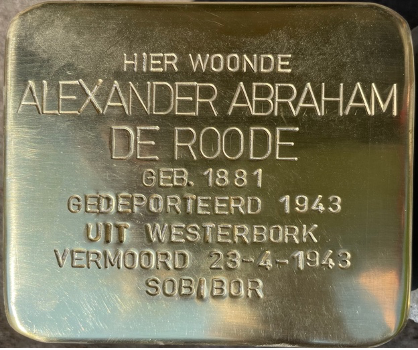 HIER WOONDE
ALEXANDER ABRAHAM
DE ROODE
GEB. 1881
GEDEPORTEERD 1943
UIT WESTERBORK
VERMOORD 23-4-1943
SOBIBOR